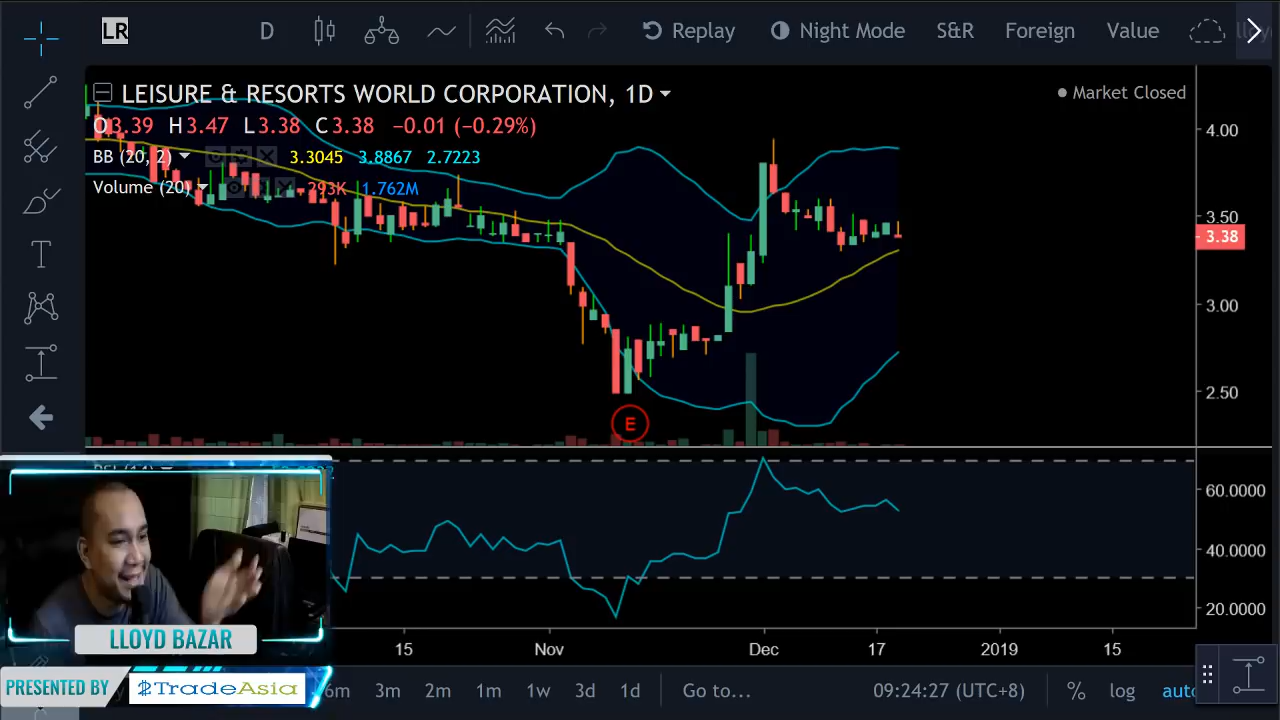 LR D Replay Night Mode S&R Foreign Value
LEISURE & RESORTS WORLD CORPORATION, 1D
Market Closed
O3.39 H3.47 L3.38 C3.38 −0.01 (−0.29%)
BB (20, 2) 3.3045 3.8867 2.7223
Volume (20) 293K 1.762M
4.00
3.50
3.38
3.00
2.50
E
60.0000
40.0000
20.0000
15 Nov Dec 17 2019 15
LLOYD BAZAR
PRESENTED BY TradeAsia
6m 3m 2m 1m 1w 3d 1d Go to... 09:24:27 (UTC+8) % log auto